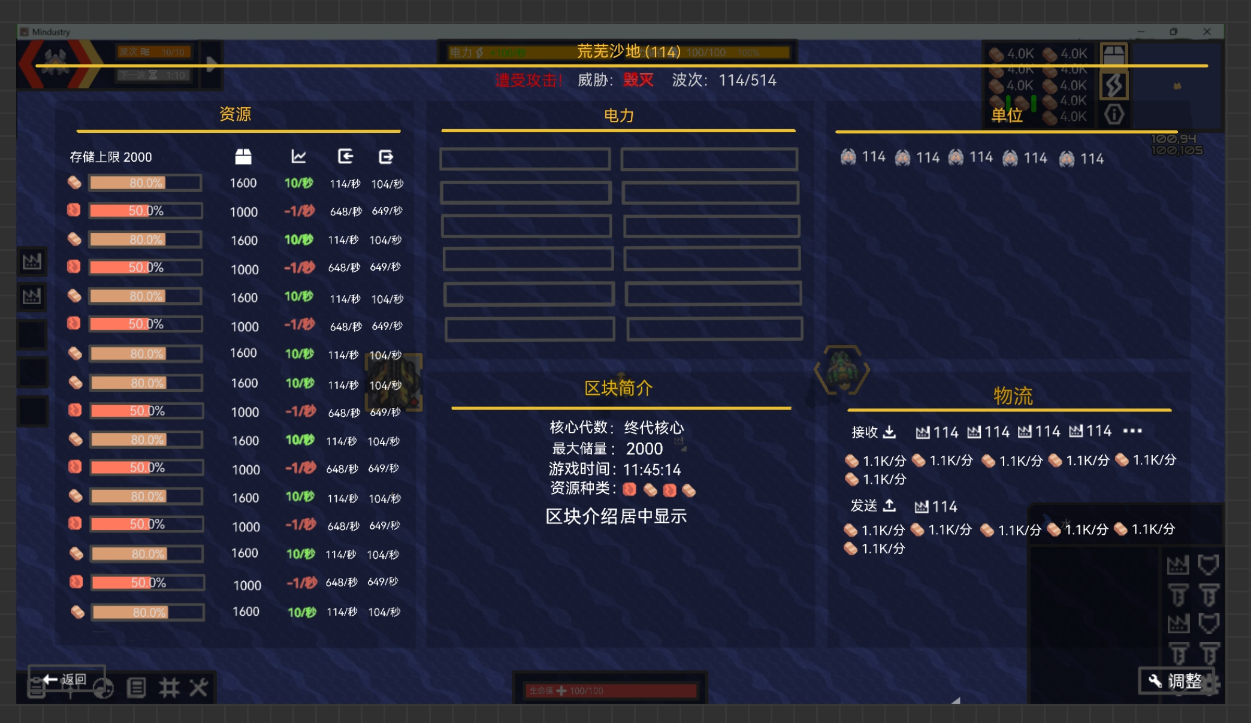 Mindustry
荒芜沙地(114)
遭受攻击! 威胁: 毁灭 波次: 114/514
4.0K 4.0K
4.0K 4.0K
4.0K 4.0K
4.0K
4.0K
100,94
100,105
资源
存储上限 2000
80.0% 1600 10/秒 114/秒 104/秒
50.0% 1000 -1/秒 648/秒 649/秒
80.0% 1600 10/秒 114/秒 104/秒
50.0% 1000 -1/秒 648/秒 649/秒
80.0% 1600 10/秒 114/秒 104/秒
50.0% 1000 -1/秒 648/秒 649/秒
80.0% 1600 10/秒 114/秒 104/秒
80.0% 1600 10/秒 114/秒 104/秒
50.0% 1000 -1/秒 648/秒 649/秒
80.0% 1600 10/秒 114/秒 104/秒
50.0% 1000 -1/秒 648/秒 649/秒
80.0% 1600 10/秒 114/秒 104/秒
50.0% 1000 -1/秒 648/秒 649/秒
80.0% 1600 10/秒 114/秒 104/秒
50.0% 1000 -1/秒 648/秒 649/秒
80.0% 1600 10/秒 114/秒 104/秒
电力
区块简介
核心代数: 终代核心
最大储量: 2000
游戏时间: 11:45:14
资源种类:
区块介绍居中显示
单位
114 114 114 114 114
物流
接收 114 114 114 114 ···
1.1K/分 1.1K/分 1.1K/分 1.1K/分 1.1K/分
1.1K/分
发送 114
1.1K/分 1.1K/分 1.1K/分 1.1K/分 1.1K/分
1.1K/分
返回
100/100
调整